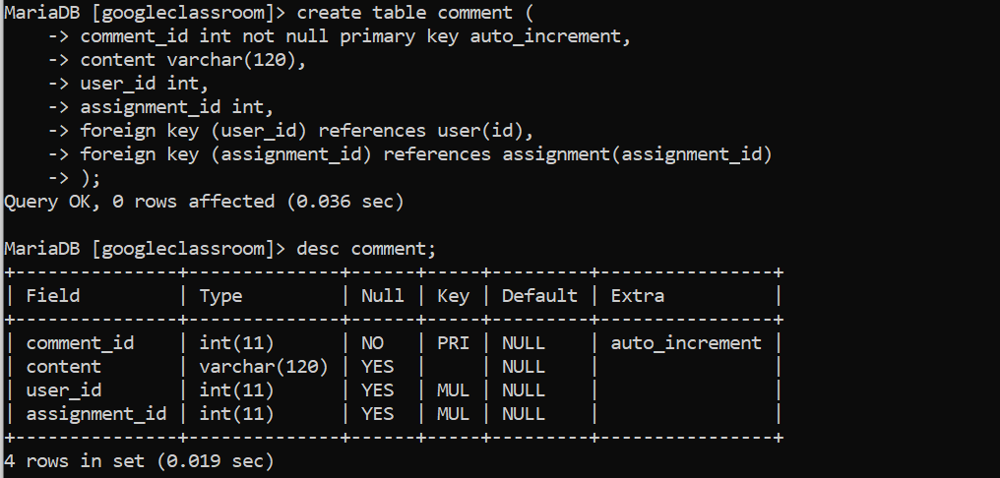 MariaDB [googleclassroom]> create table comment (
    -> comment_id int not null primary key auto_increment,
    -> content varchar(120),
    -> user_id int,
    -> assignment_id int,
    -> foreign key (user_id) references user(id),
    -> foreign key (assignment_id) references assignment(assignment_id)
    -> );
Query OK, 0 rows affected (0.036 sec)

MariaDB [googleclassroom]> desc comment;
+---------------+--------------+------+-----+---------+----------------+
| Field         | Type         | Null | Key | Default | Extra          |
+---------------+--------------+------+-----+---------+----------------+
| comment_id    | int(11)      | NO   | PRI | NULL    | auto_increment |
| content       | varchar(120) | YES  |     | NULL    |                |
| user_id       | int(11)      | YES  | MUL | NULL    |                |
| assignment_id | int(11)      | YES  | MUL | NULL    |                |
+---------------+--------------+------+-----+---------+----------------+
4 rows in set (0.019 sec)